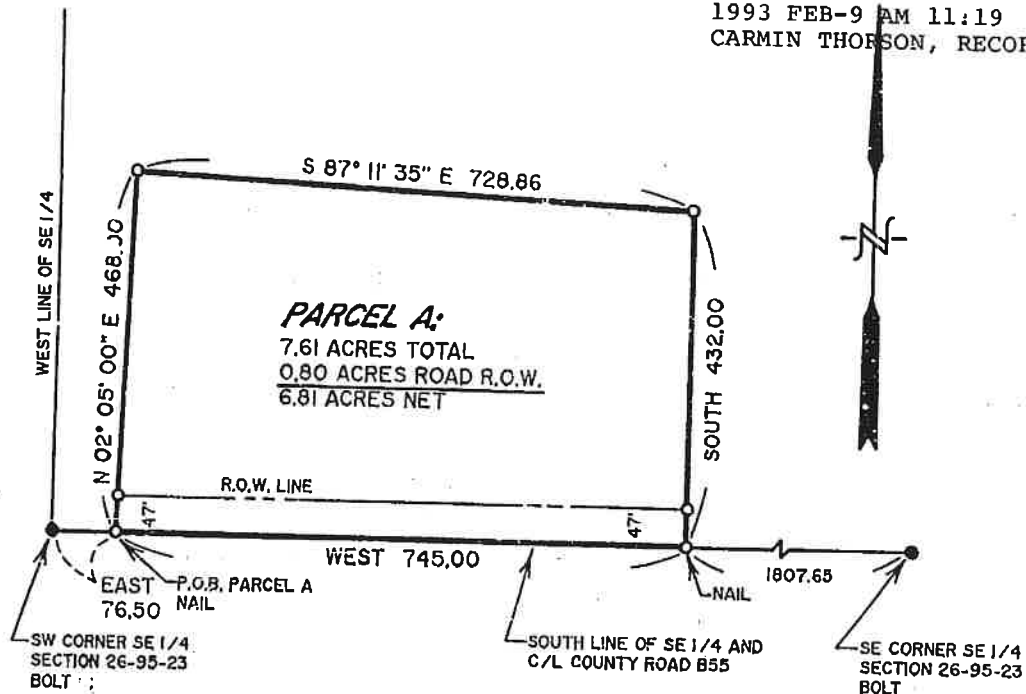 1993 FEB-9 AM 11:19
CARMIN THORSON,
S 87° 11' 35" E 728.86
WEST LINE OF SE 1/4
N 02° 05' 00" E 468.00
PARCEL A:
7.61 ACRES TOTAL
0.80 ACRES ROAD R.O.W.
6.81 ACRES NET
SOUTH 432.00
N
R.O.W. LINE
47'
47'
WEST 745.00
1807.65
EAST
76.50
P.O.B. PARCEL A
NAIL
NAIL
SW CORNER SE 1/4
SECTION 26-95-23
BOLT
SOUTH LINE OF SE 1/4 AND
C/L COUNTY ROAD B55
SE CORNER SE 1/4
SECTION 26-95-23
BOLT